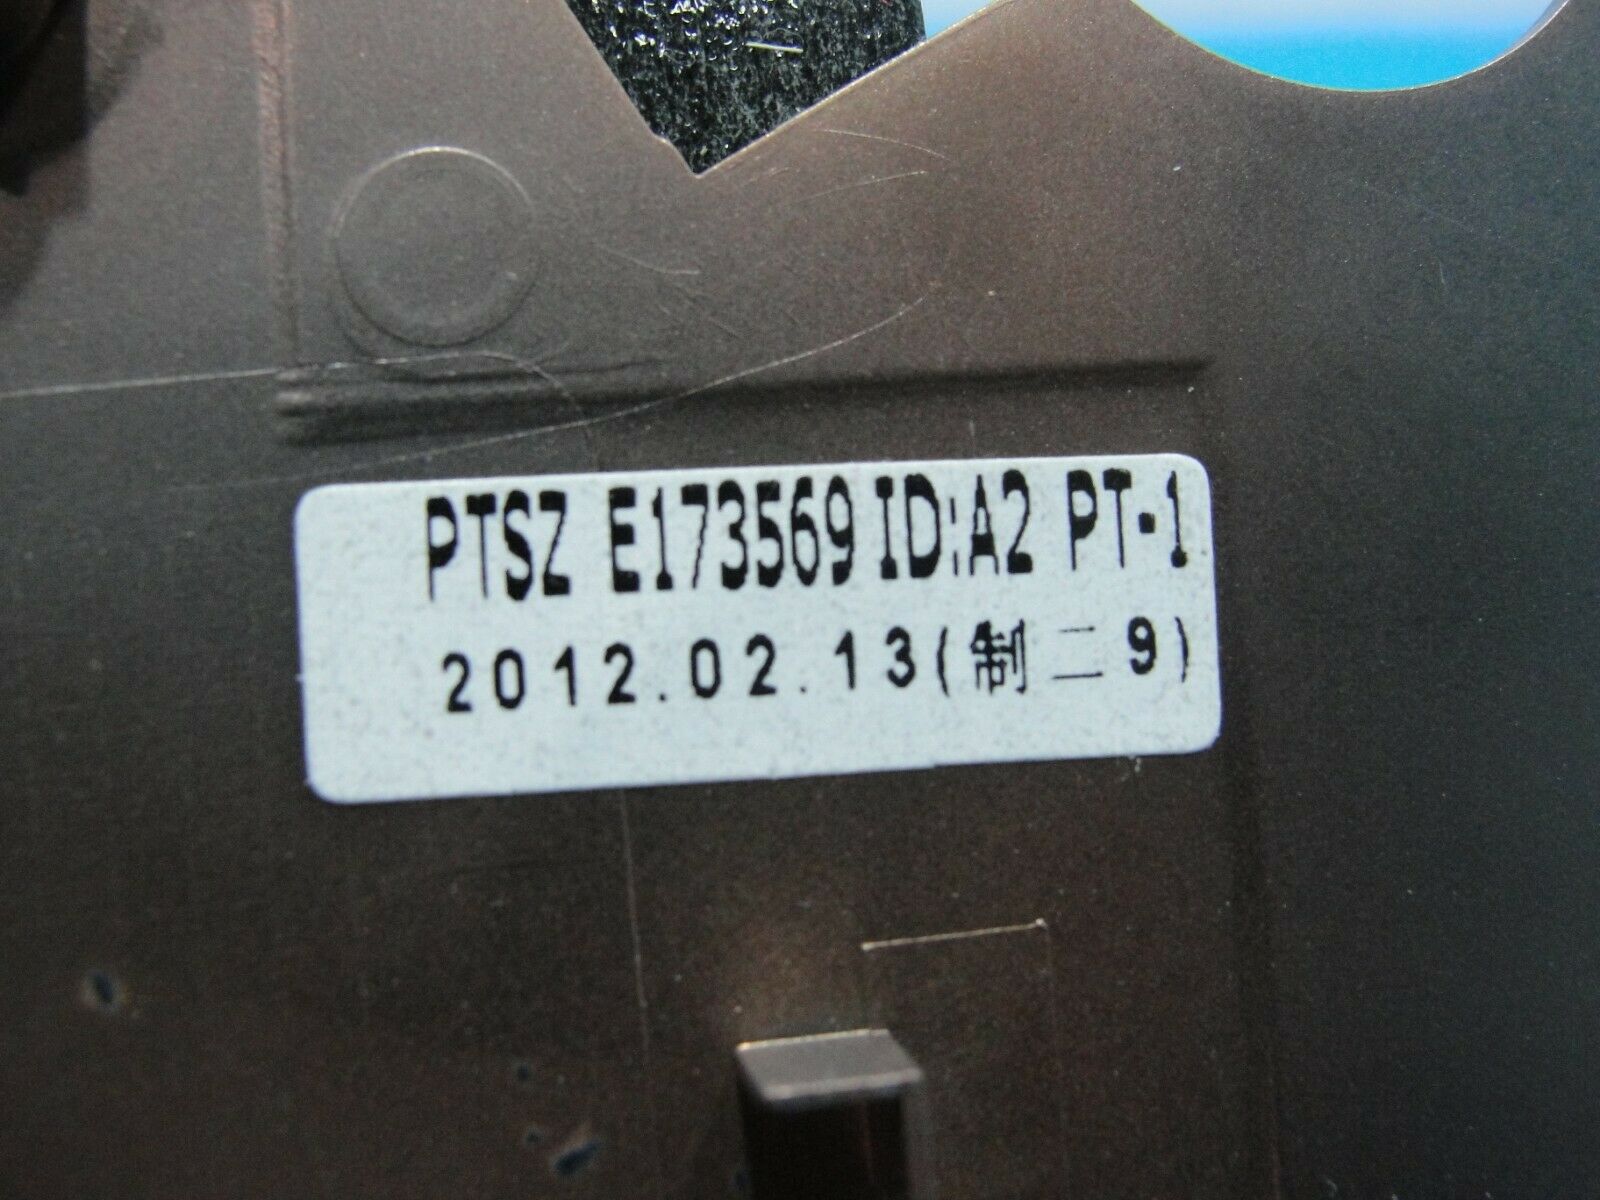 PTSZ E173569 ID:A2 PT-1
2012.02.13(制二9)